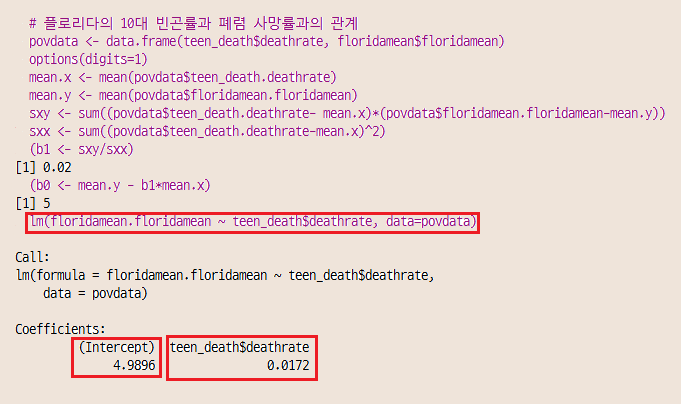 # 플로리다의 10대 빈곤률과 폐렴 사망률과의 관계
povdata <- data.frame(teen_death$deathrate, floridamean$floridamean)
options(digits=1)
mean.x <- mean(povdata$teen_death.deathrate)
mean.y <- mean(povdata$floridamean.floridamean)
sxy <- sum((povdata$teen_death.deathrate- mean.x)*(povdata$floridamean.floridamean-mean.y))
sxx <- sum((povdata$teen_death.deathrate-mean.x)^2)
(b1 <- sxy/sxx)
[1] 0.02
(b0 <- mean.y - b1*mean.x)
[1] 5
lm(floridamean.floridamean ~ teen_death$deathrate, data=povdata)
Call:
lm(formula = floridamean.floridamean ~ teen_death$deathrate,
data = povdata)
Coefficients:
(Intercept) teen_death$deathrate
4.9896 0.0172